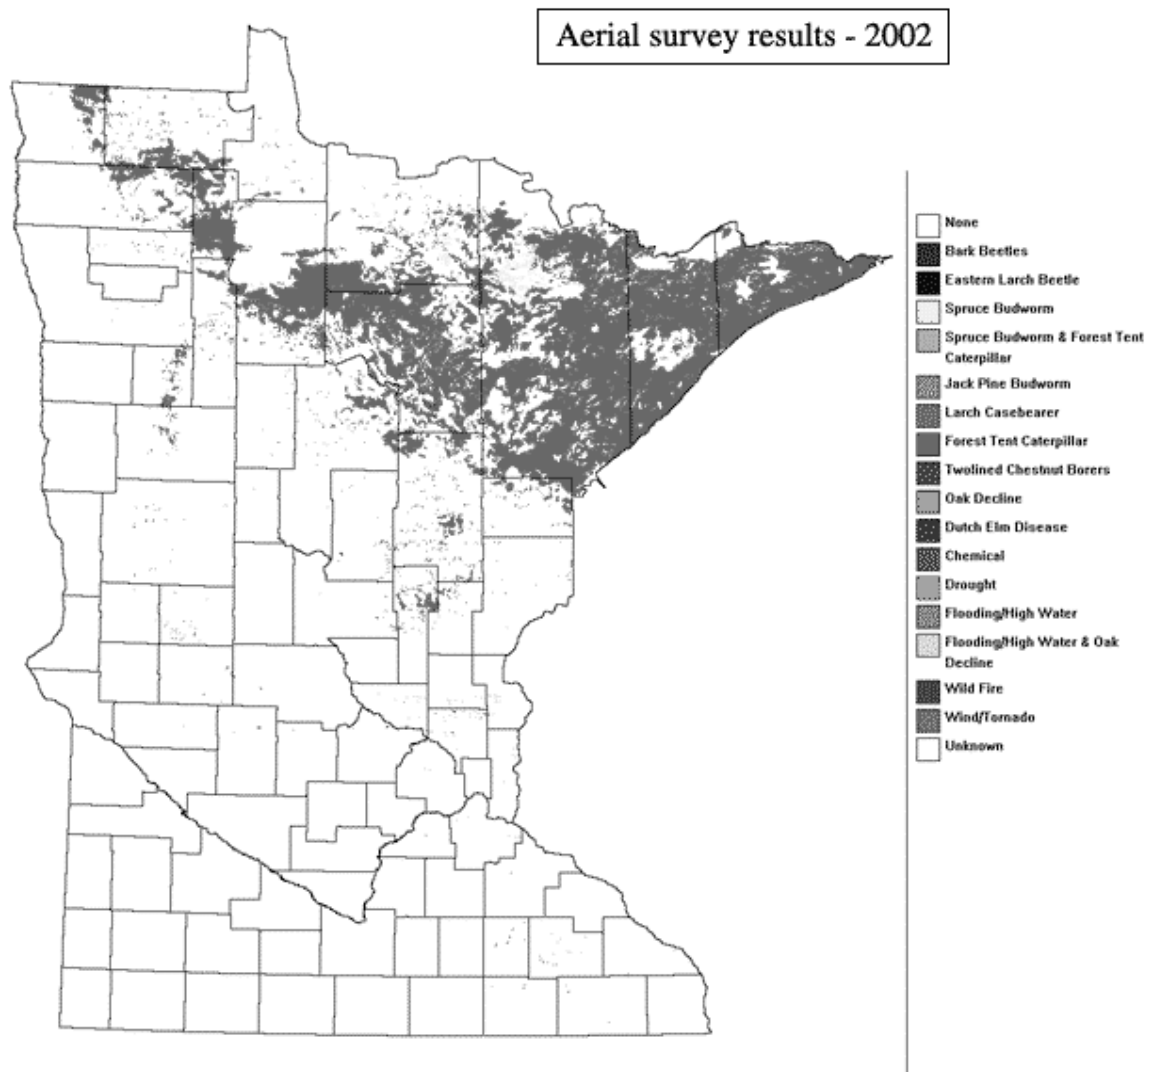 Aerial survey results - 2002
None
Bark Beetles
Eastern Larch Beetle
Spruce Budworm
Spruce Budworm & Forest Tent
Caterpillar
Jack Pine Budworm
Larch Casebearer
Forest Tent Caterpillar
Twolined Chestnut Borers
Oak Decline
Dutch Elm Disease
Chemical
Drought
Flooding/High Water
Flooding/High Water & Oak
Decline
Wild Fire
Wind/Tornado
Unknown